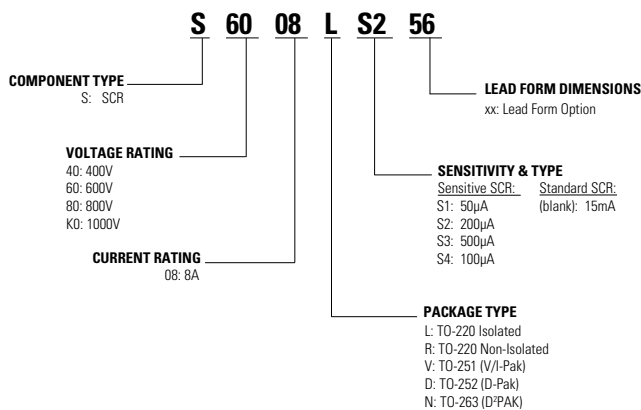 S 60 08 L S2 56
COMPONENT TYPE
S: SCR
VOLTAGE RATING
40: 400V
60: 600V
80: 800V
K0: 1000V
CURRENT RATING
08: 8A
LEAD FORM DIMENSIONS
xx: Lead Form Option
SENSITIVITY & TYPE
Sensitive SCR: Standard SCR:
S1: 50µA (blank): 15mA
S2: 200µA
S3: 500µA
S4: 100µA
PACKAGE TYPE
L: TO-220 Isolated
R: TO-220 Non-Isolated
V: TO-251 (V/I-Pak)
D: TO-252 (D-Pak)
N: TO-263 (D²PAK)